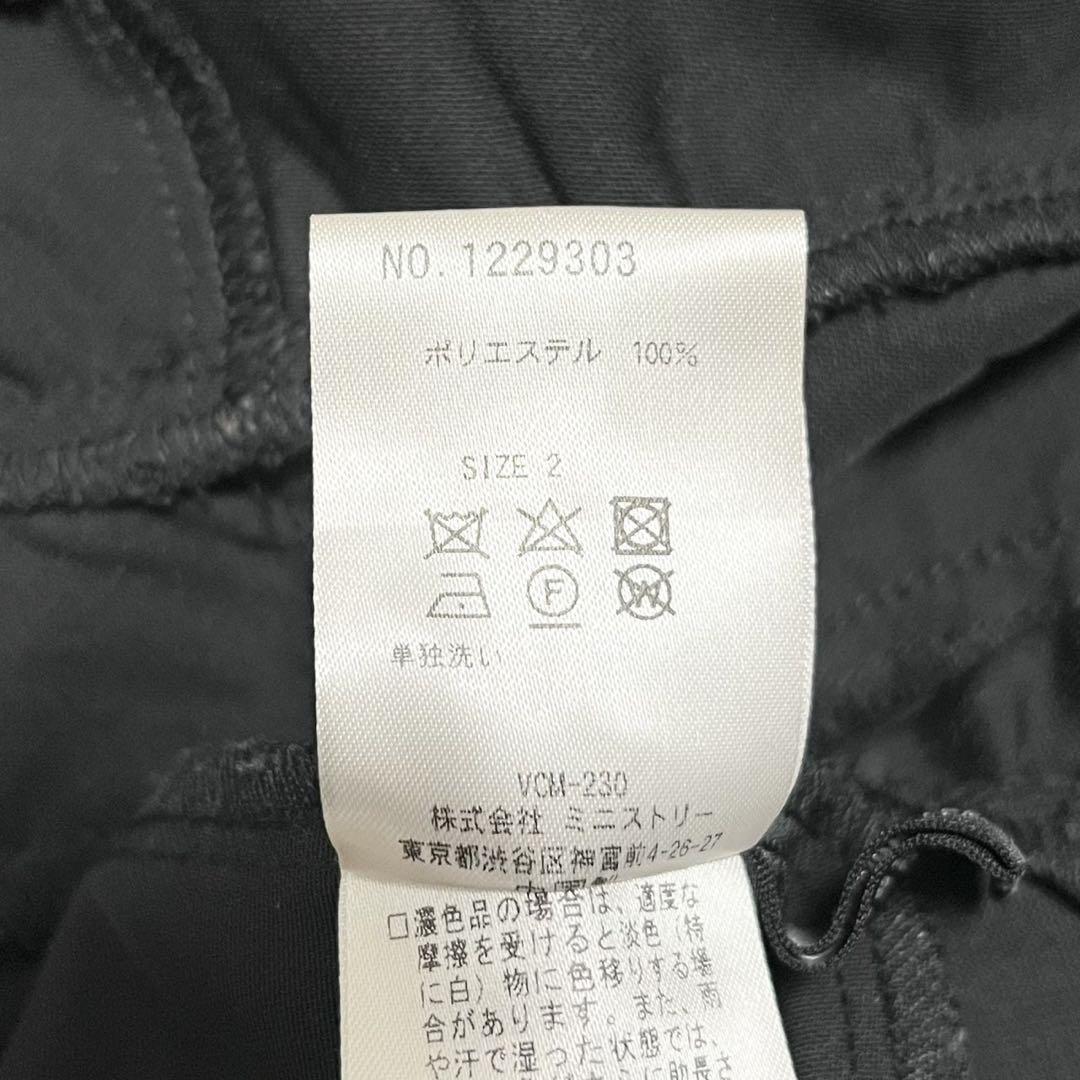 NO. 1229303
ポリエステル 100%
SIZE 2
F
W
単独洗い
VCM-230
株式会社 ミニストリー
東京都渋谷区神宮前4-26-27
□濃色品の場合は、適度な
摩擦を受けると淡色（特
に白）物に色移りする場
合があります。また、雨
や汗で湿った状態では、
に助長さ